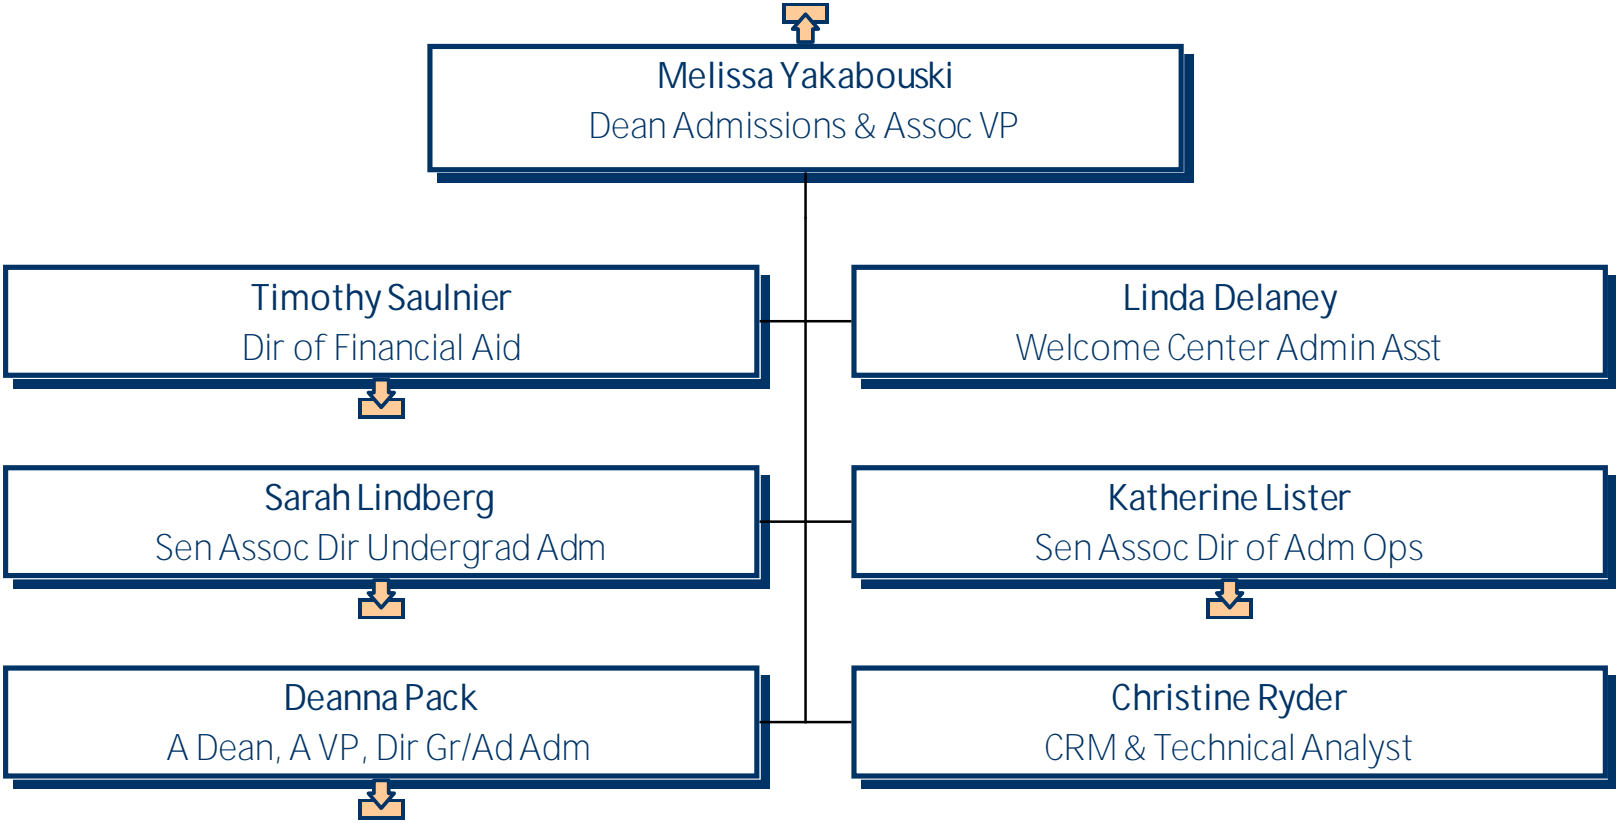 Melissa Yakabouski
Dean Admissions & Assoc VP
Timothy Saulnier
Dir of Financial Aid
Linda Delaney
Welcome Center Admin Asst
Sarah Lindberg
Sen Assoc Dir Undergrad Adm
Katherine Lister
Sen Assoc Dir of Adm Ops
Deanna Pack
A Dean, A VP, Dir Gr/Ad Adm
Christine Ryder
CRM & Technical Analyst